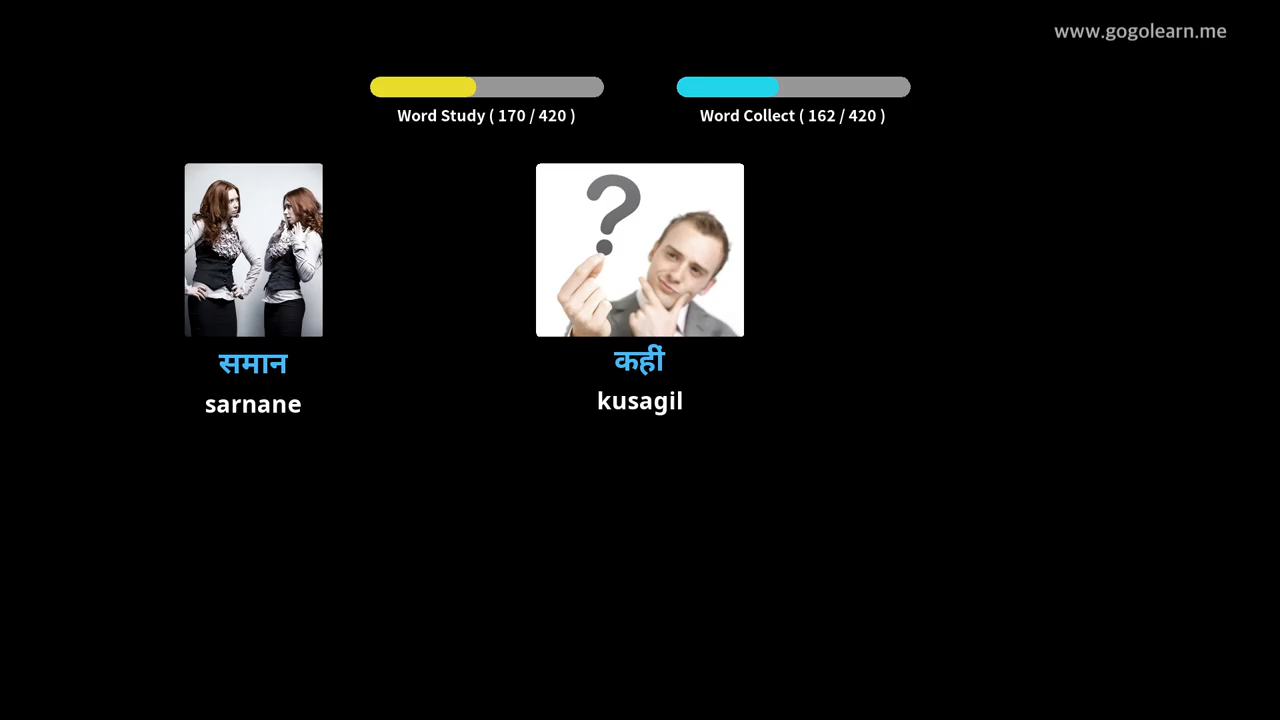 www.gogolearn.me
Word Study ( 170 / 420 )
Word Collect ( 162 / 420 )
समान
sarnane
कहीं
kusagil